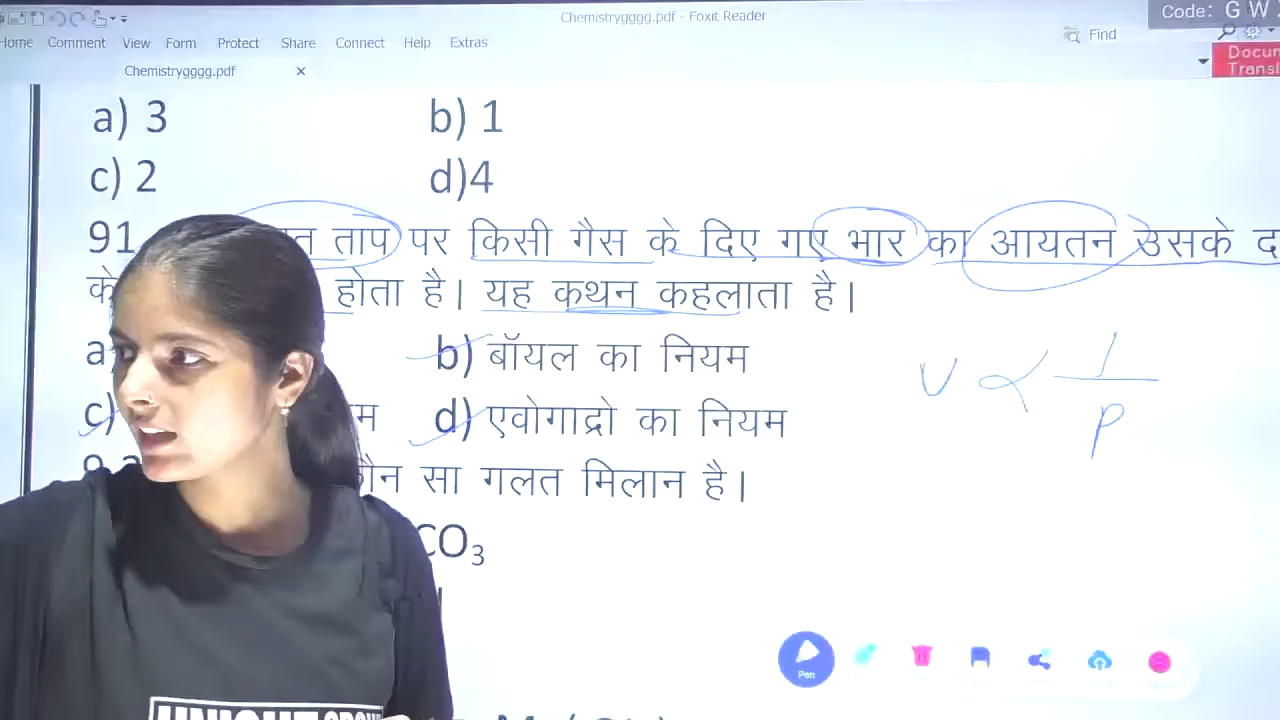 Chemistrygggg.pdf - Foxit Reader
Code: G W
Home Comment View Form Protect Share Connect Help Extras
Find
Chemistrygggg.pdf ×
a) 3 b) 1
c) 2 d)4
91 ताप पर किसी गैस के दिए गए भार का आयतन उसके
के होता है। यह कथन कहलाता है।
b) बॉयल का नियम
c) d) एवोगाद्रो का नियम
V ∝ 1/P
कौन सा गलत मिलान है।
CO₃
Pen